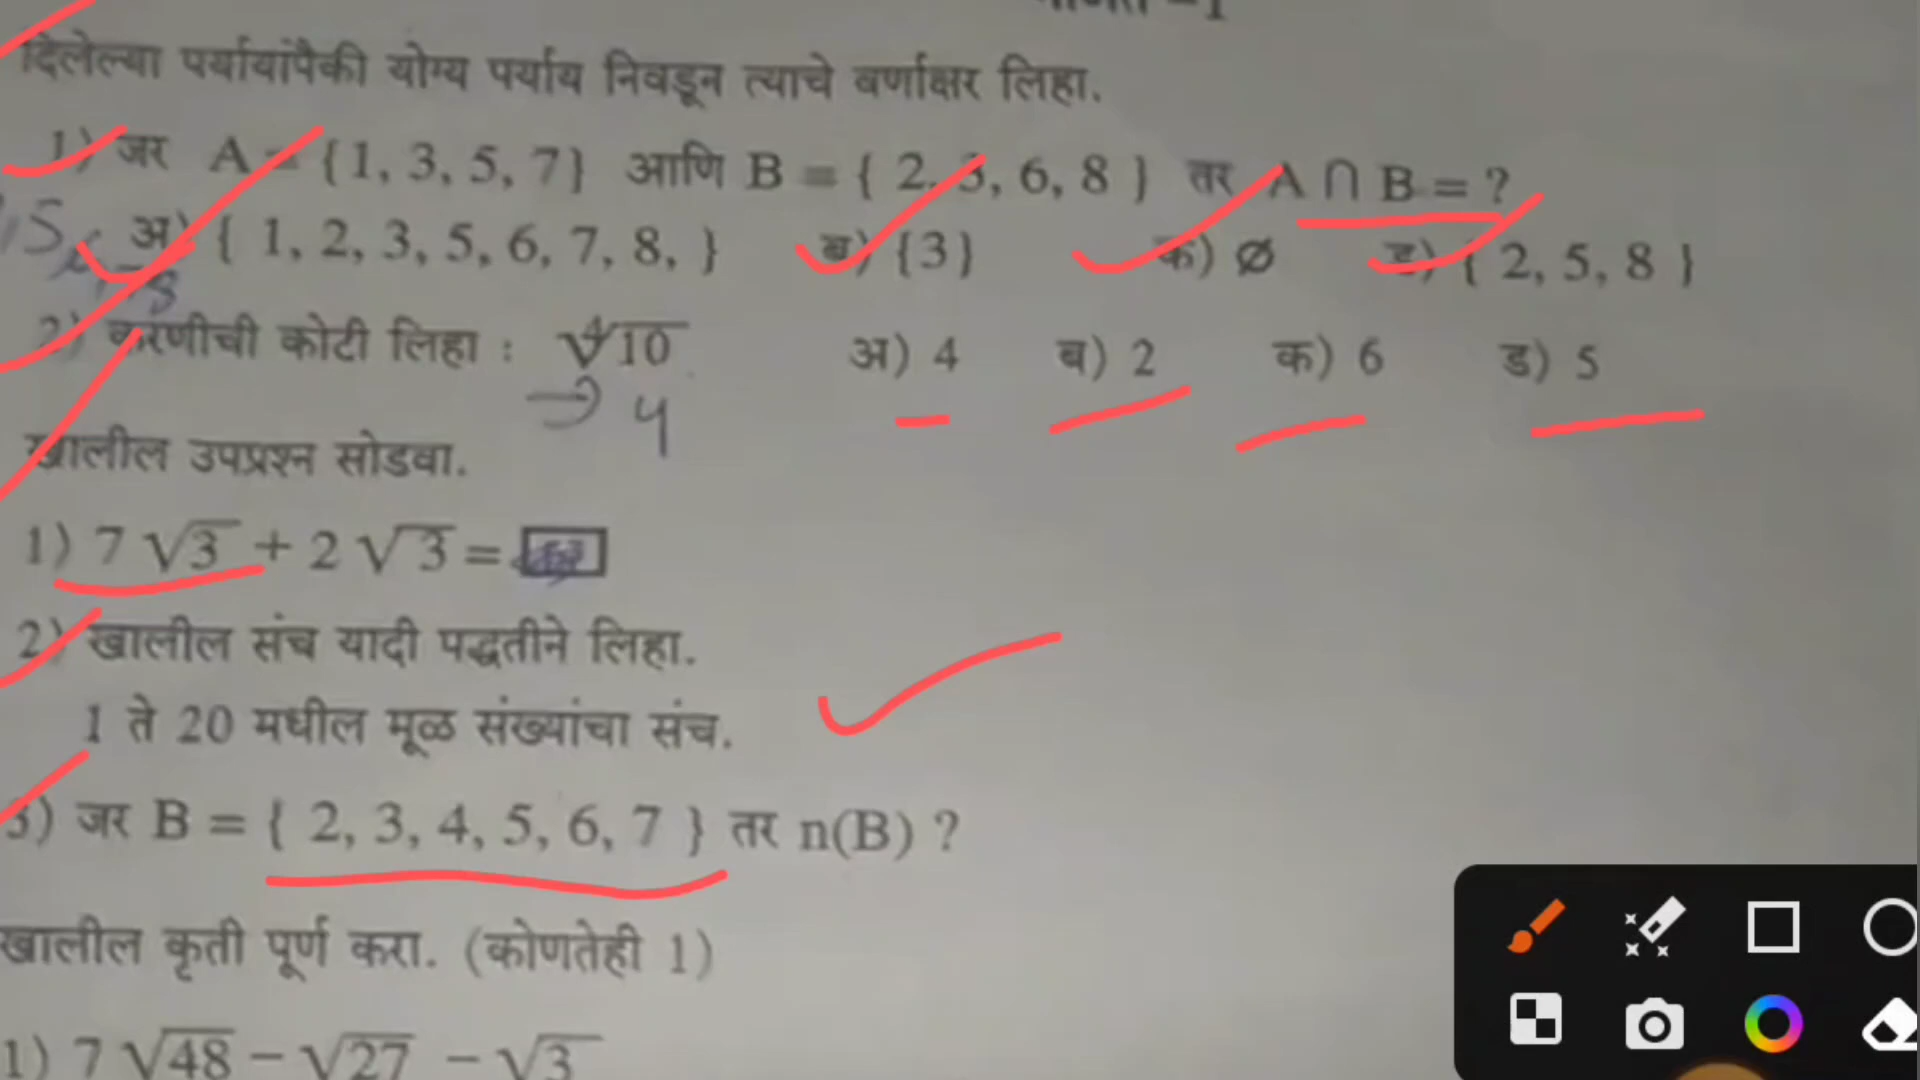 दिलेल्या पर्यायांपैकी योग्य पर्याय निवडून त्याचे वर्णाक्षर लिहा.
1) जर A = {1, 3, 5, 7} आणि B = { 2, 3, 6, 8 } तर A ∩ B = ?
अ) { 1, 2, 3, 5, 6, 7, 8, } ब) {3} क) ∅ ड) { 2, 5, 8 }
2) करणीची कोटी लिहा : ∜10 अ) 4 ब) 2 क) 6 ड) 5
→ 4
खालील उपप्रश्न सोडवा.
1) 7 √3 + 2 √3 =
2) खालील संच यादी पद्धतीने लिहा.
1 ते 20 मधील मूळ संख्यांचा संच.
3) जर B = { 2, 3, 4, 5, 6, 7 } तर n(B) ?
खालील कृती पूर्ण करा. (कोणतेही 1)
1) 7 √48 − √27 − √3